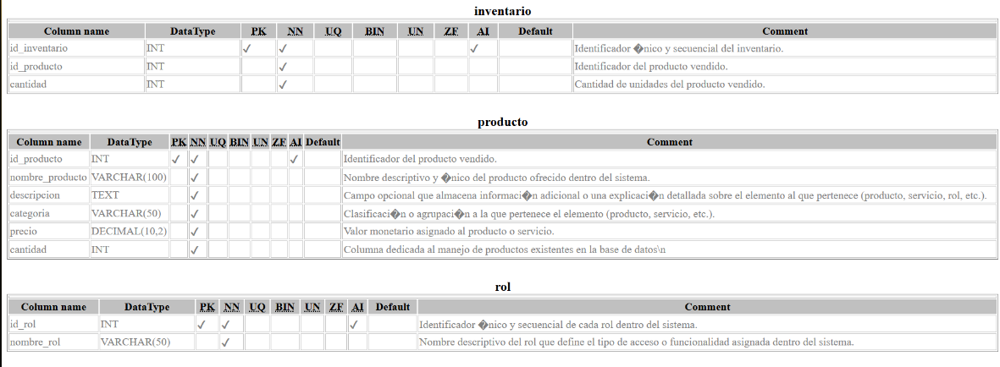 inventario
Column name DataType PK NN UQ BIN UN ZF AI Default Comment
id_inventario INT ✓ ✓ ✓ Identificador �nico y secuencial del inventario.
id_producto INT ✓ Identificador del producto vendido.
cantidad INT ✓ Cantidad de unidades del producto vendido.
producto
Column name DataType PK NN UQ BIN UN ZF AI Default Comment
id_producto INT ✓ ✓ ✓ Identificador del producto vendido.
nombre_producto VARCHAR(100) ✓ Nombre descriptivo y �nico del producto ofrecido dentro del sistema.
descripcion TEXT ✓ Campo opcional que almacena informaci�n adicional o una explicaci�n detallada sobre el elemento al que pertenece (producto, servicio, rol, etc.).
categoria VARCHAR(50) ✓ Clasificaci�n o agrupaci�n a la que pertenece el elemento (producto, servicio, etc.).
precio DECIMAL(10,2) ✓ Valor monetario asignado al producto o servicio.
cantidad INT ✓ Columna dedicada al manejo de productos existentes en la base de datos\n
rol
Column name DataType PK NN UQ BIN UN ZF AI Default Comment
id_rol INT ✓ ✓ ✓ Identificador �nico y secuencial de cada rol dentro del sistema.
nombre_rol VARCHAR(50) ✓ Nombre descriptivo del rol que define el tipo de acceso o funcionalidad asignada dentro del sistema.